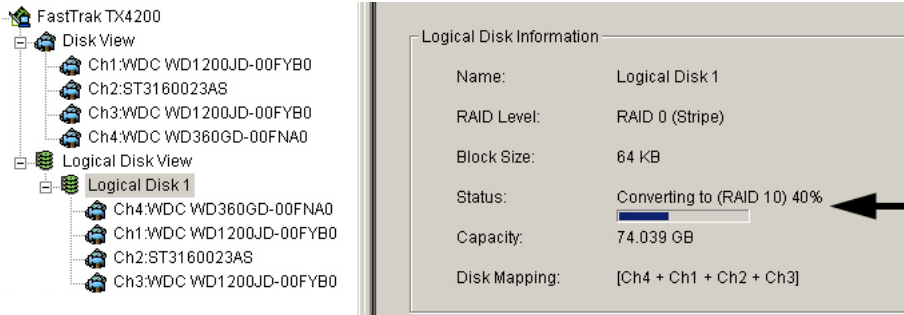 FastTrak TX4200
Disk View
Ch1:WDC WD1200JD-00FYB0
Ch2:ST3160023AS
Ch3:WDC WD1200JD-00FYB0
Ch4:WDC WD360GD-00FNA0
Logical Disk View
Logical Disk 1
Ch4:WDC WD360GD-00FNA0
Ch1:WDC WD1200JD-00FYB0
Ch2:ST3160023AS
Ch3:WDC WD1200JD-00FYB0
Logical Disk Information
Name: Logical Disk 1
RAID Level: RAID 0 (Stripe)
Block Size: 64 KB
Status: Converting to (RAID 10) 40%
Capacity: 74.039 GB
Disk Mapping: [Ch4 + Ch1 + Ch2 + Ch3]